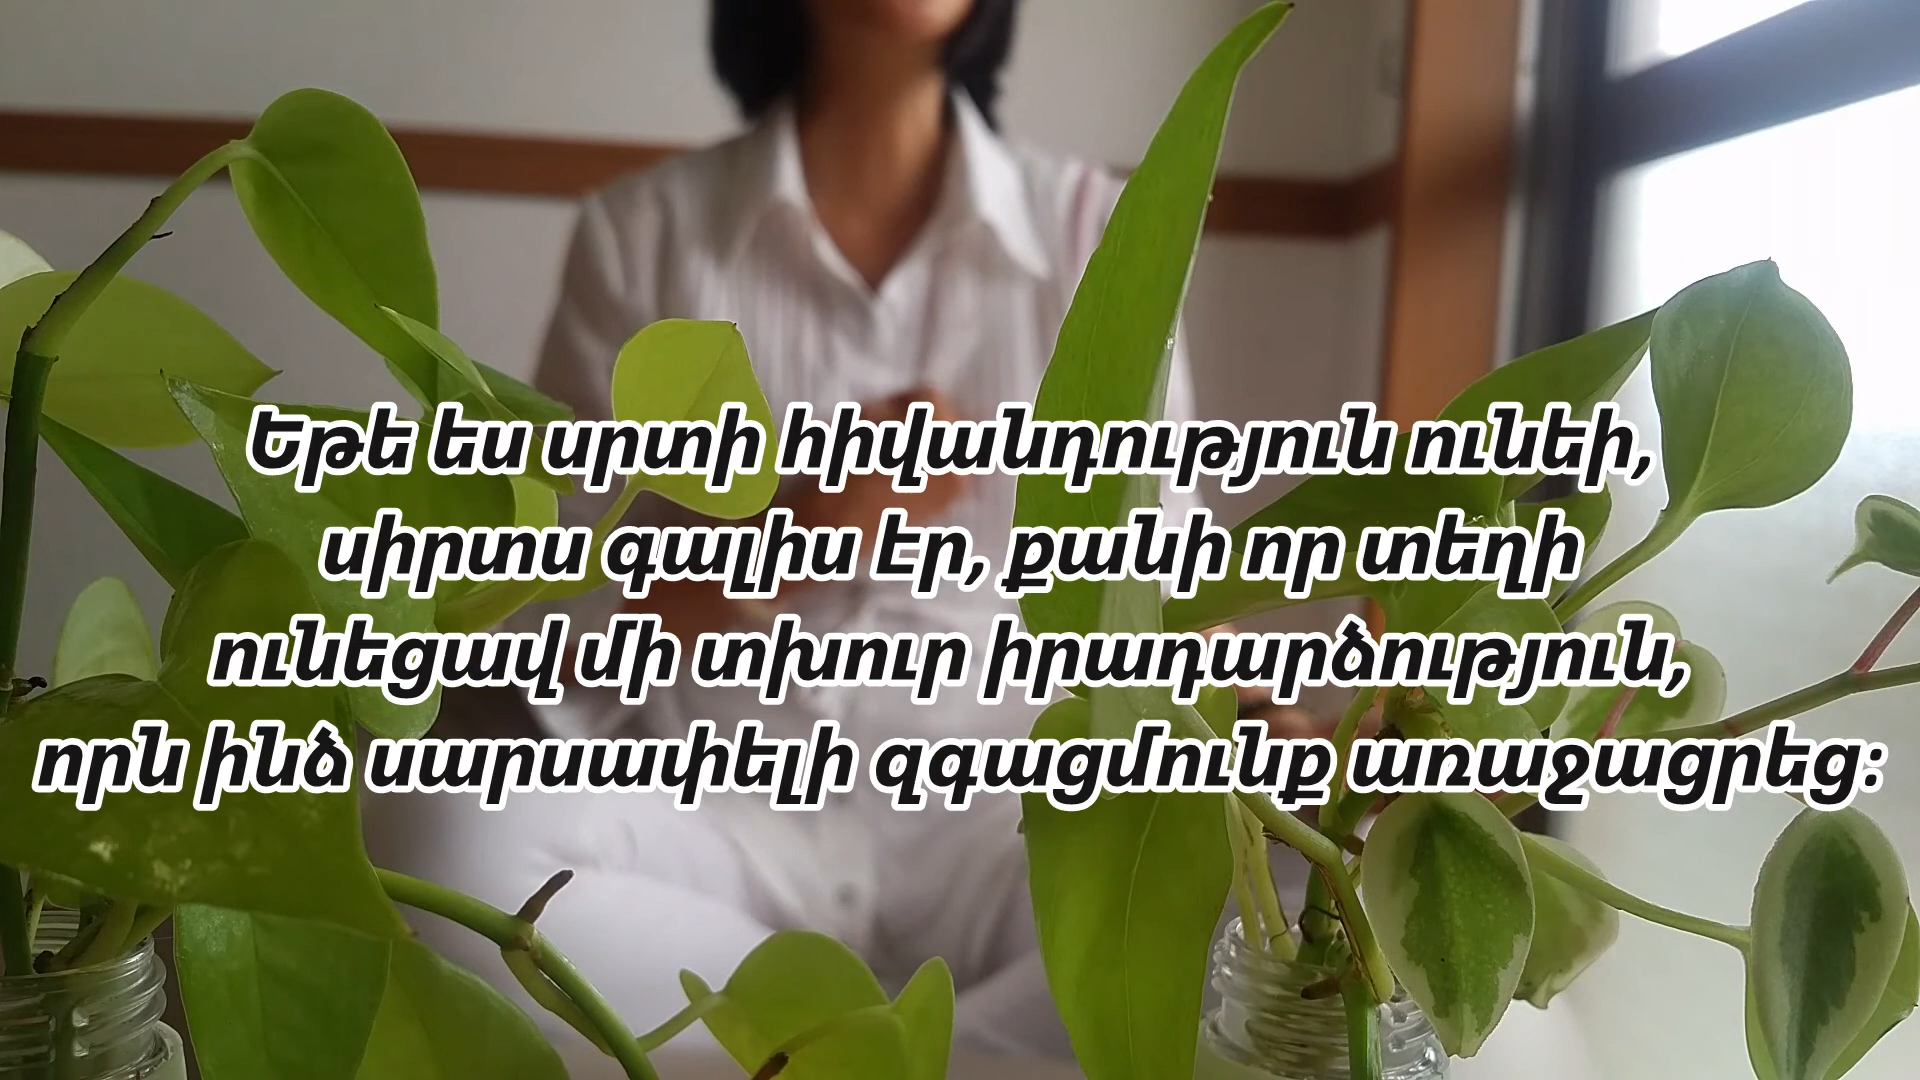 Եթե ես սրտի հիվանդություն ունեի,
սիրտս գալիս էր, քանի որ տեղի
ունեցավ մի տխուր իրադարձություն,
որն ինձ սարսափելի զգացմունք առաջացրեց: